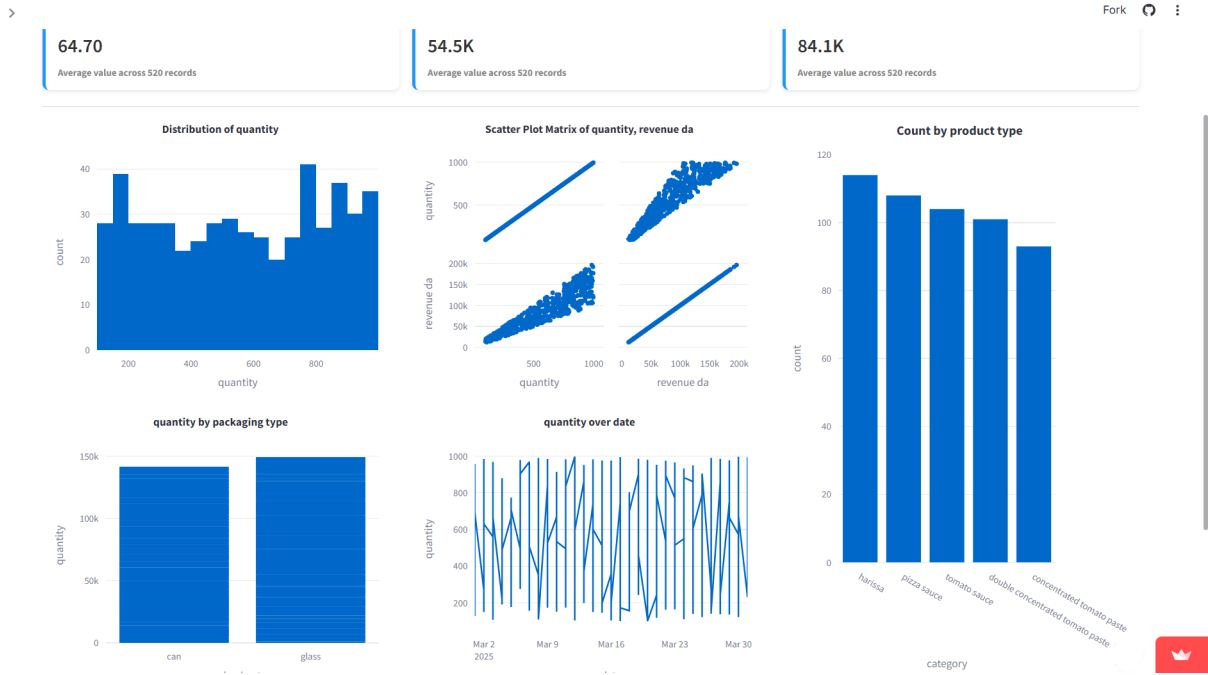 Fork
64.70
Average value across 520 records
54.5K
Average value across 520 records
84.1K
Average value across 520 records
Distribution of quantity
40
30
20
10
0
count
200
400
600
800
quantity
Scatter Plot Matrix of quantity, revenue da
1000
500
quantity
200k
150k
100k
50k
0
revenue da
500
1000
0
50k
100k
150k
200k
quantity
revenue da
Count by product type
120
100
80
60
40
20
0
count
harissa
pizza sauce
tomato sauce
double concentrated tomato paste
concentrated tomato paste
category
quantity by packaging type
150k
100k
50k
0
quantity
can
glass
quantity over date
1000
800
600
400
200
quantity
Mar 2
2025
Mar 9
Mar 16
Mar 23
Mar 30